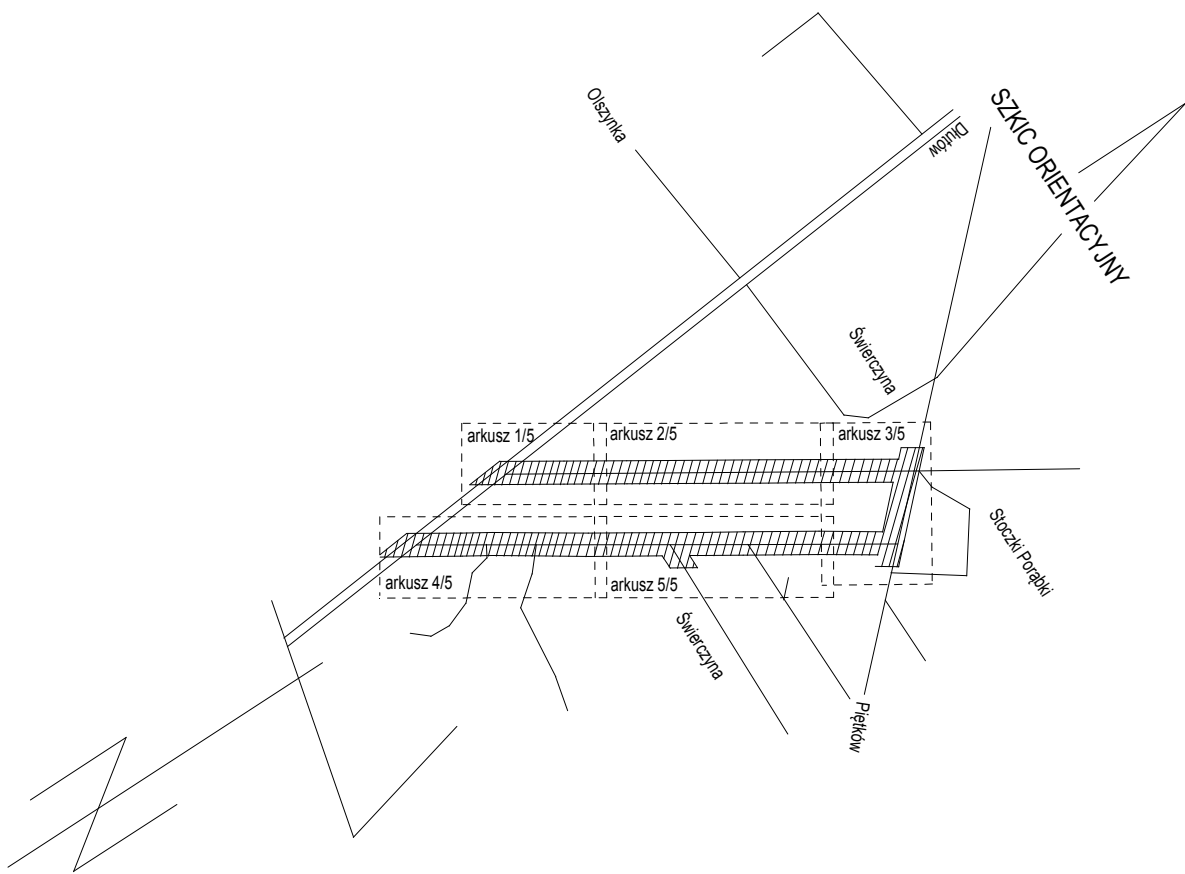 SZKIC ORIENTACYJNY
Olszynka
Dłutów
Świerczyna
arkusz 1/5
arkusz 2/5
arkusz 3/5
Stoczki Porąbki
arkusz 4/5
arkusz 5/5
Świerczyna
Piętków